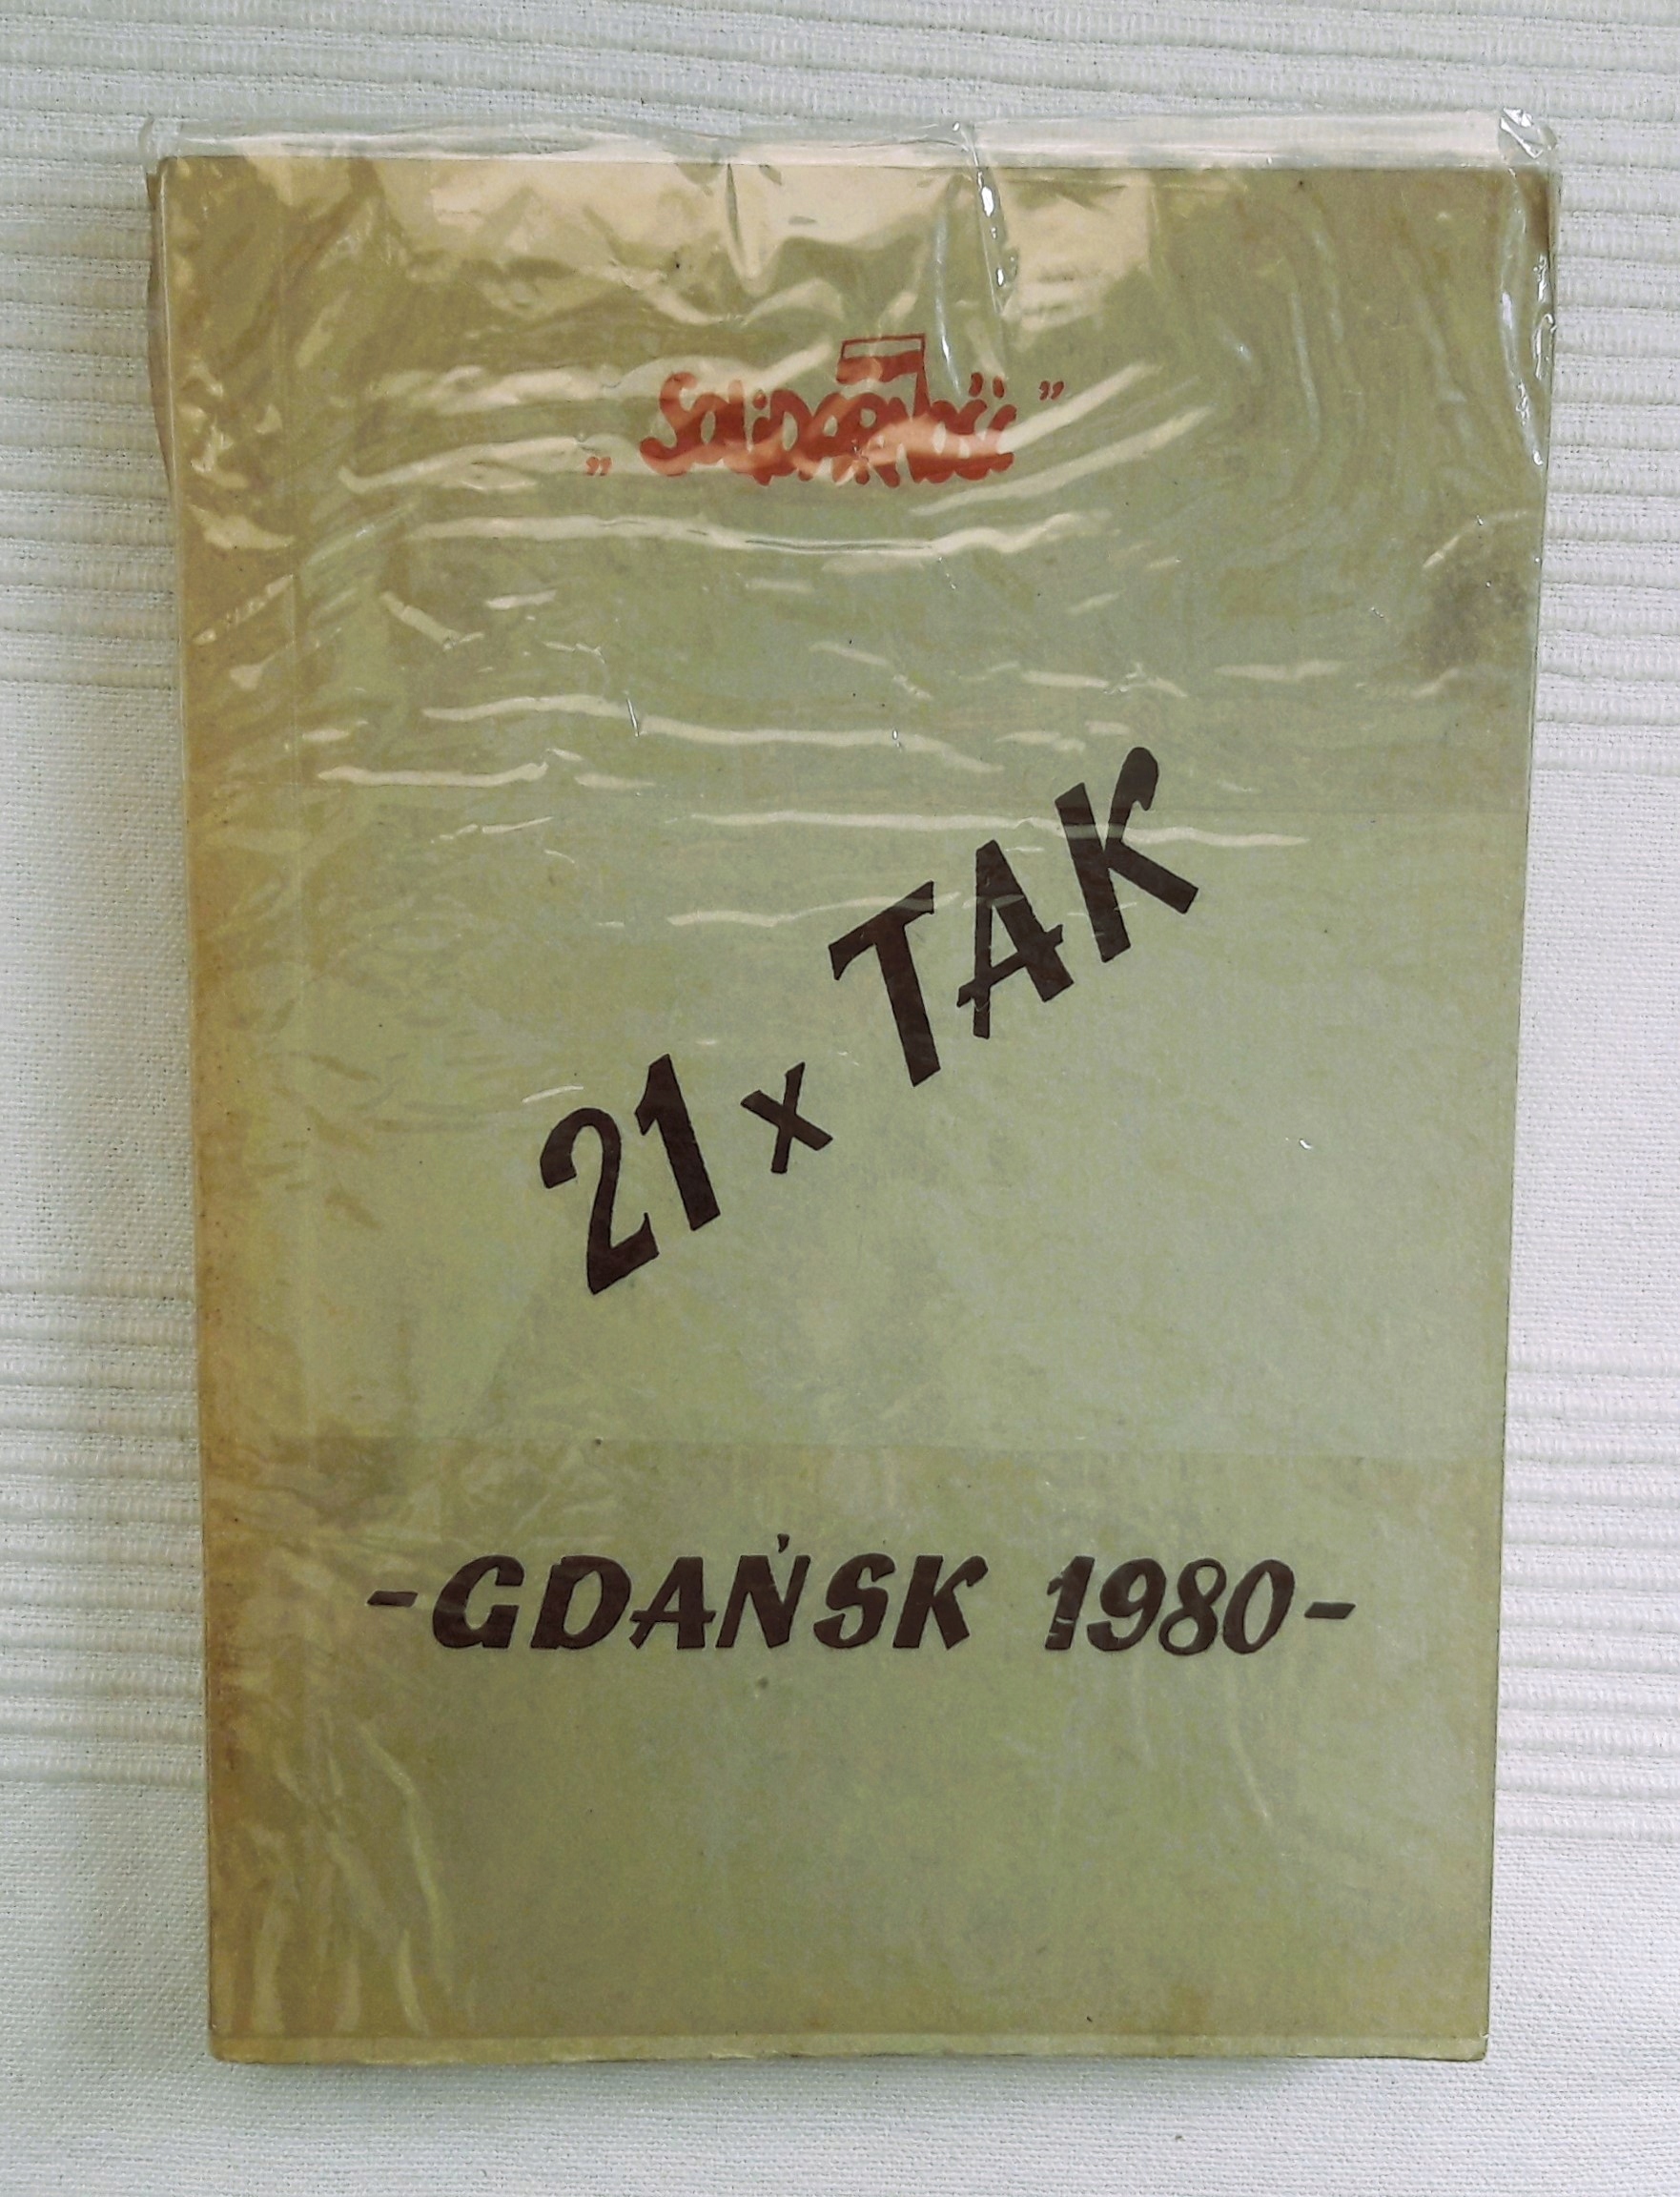 „Solidarność”
21 x TAK
-GDAŃSK 1980-